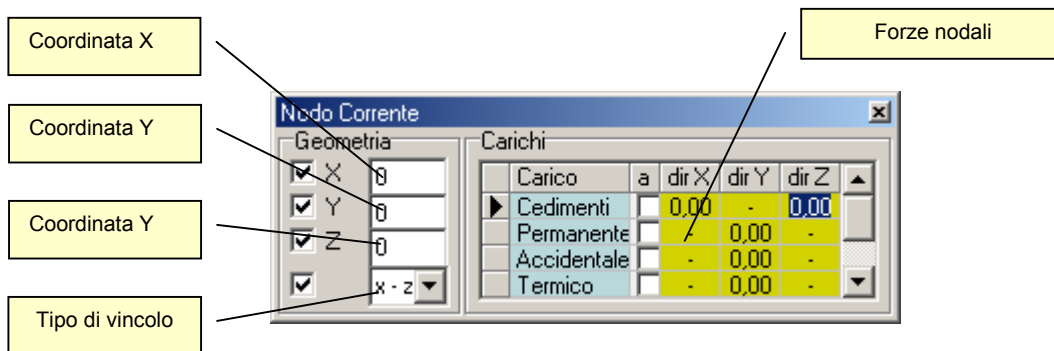 Coordinata X
Forze nodali
Coordinata Y
Coordinata Y
Tipo di vincolo
Nodo Corrente
Geometria
X 0
Y 0
Z 0
x - z
Carichi
Carico a dir X dir Y dir Z
Cedimenti 0,00 - 0,00
Permanente - 0,00 -
Accidentale - 0,00 -
Termico - 0,00 -